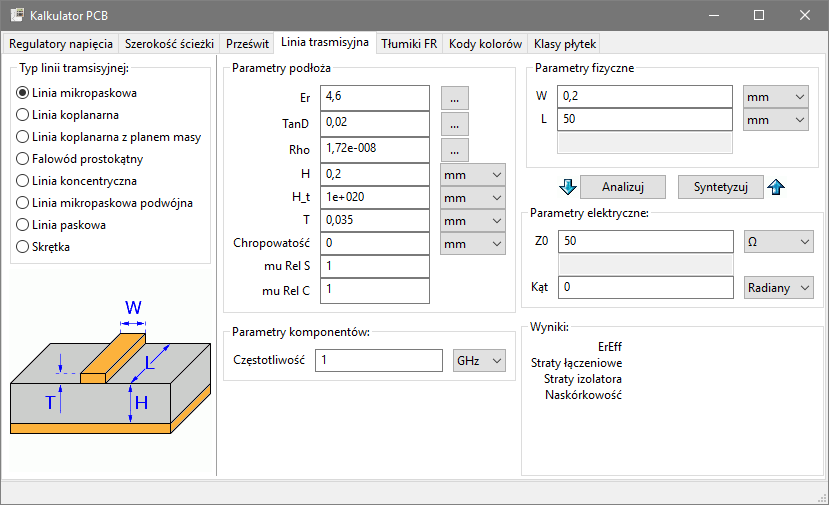 Kalkulator PCB
Regulatory napięcia Szerokość ścieżki Prześwit Linia trasmisyjna Tłumiki FR Kody kolorów Klasy płytek
Typ linii tramsisyjnej:
Linia mikropaskowa
Linia koplanarna
Linia koplanarna z planem masy
Falowód prostokątny
Linia koncentryczna
Linia mikropaskowa podwójna
Linia paskowa
Skrętka
W
L
T
H
Parametry podłoża
Er 4,6 ...
TanD 0,02 ...
Rho 1,72e-008 ...
H 0,2 mm
H_t 1e+020 mm
T 0,035 mm
Chropowatość 0 mm
mu Rel S 1
mu Rel C 1
Parametry komponentów:
Częstotliwość 1 GHz
Parametry fizyczne
W 0,2 mm
L 50 mm
Analizuj Syntetyzuj
Parametry elektryczne:
Z0 50 Ω
Kąt 0 Radiany
Wyniki:
ErEff
Straty łączeniowe
Straty izolatora
Naskórkowość